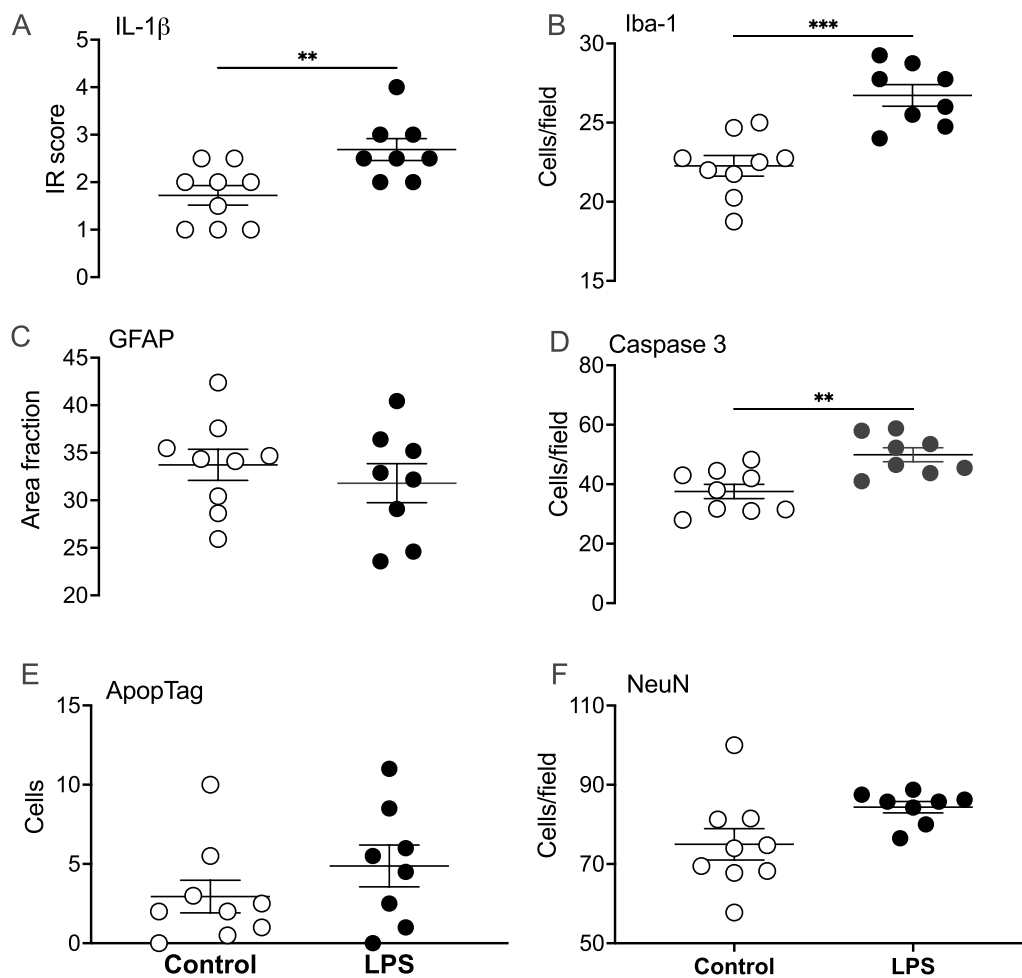 A IL-1β
**
IR score
5
4
3
2
1
0
B Iba-1
***
Cells/field
30
25
20
15
C GFAP
Area fraction
45
40
35
30
25
20
D Caspase 3
**
Cells/field
80
60
40
20
0
E ApopTag
Cells
15
10
5
0
Control LPS
F NeuN
Cells/field
110
90
70
50
Control LPS